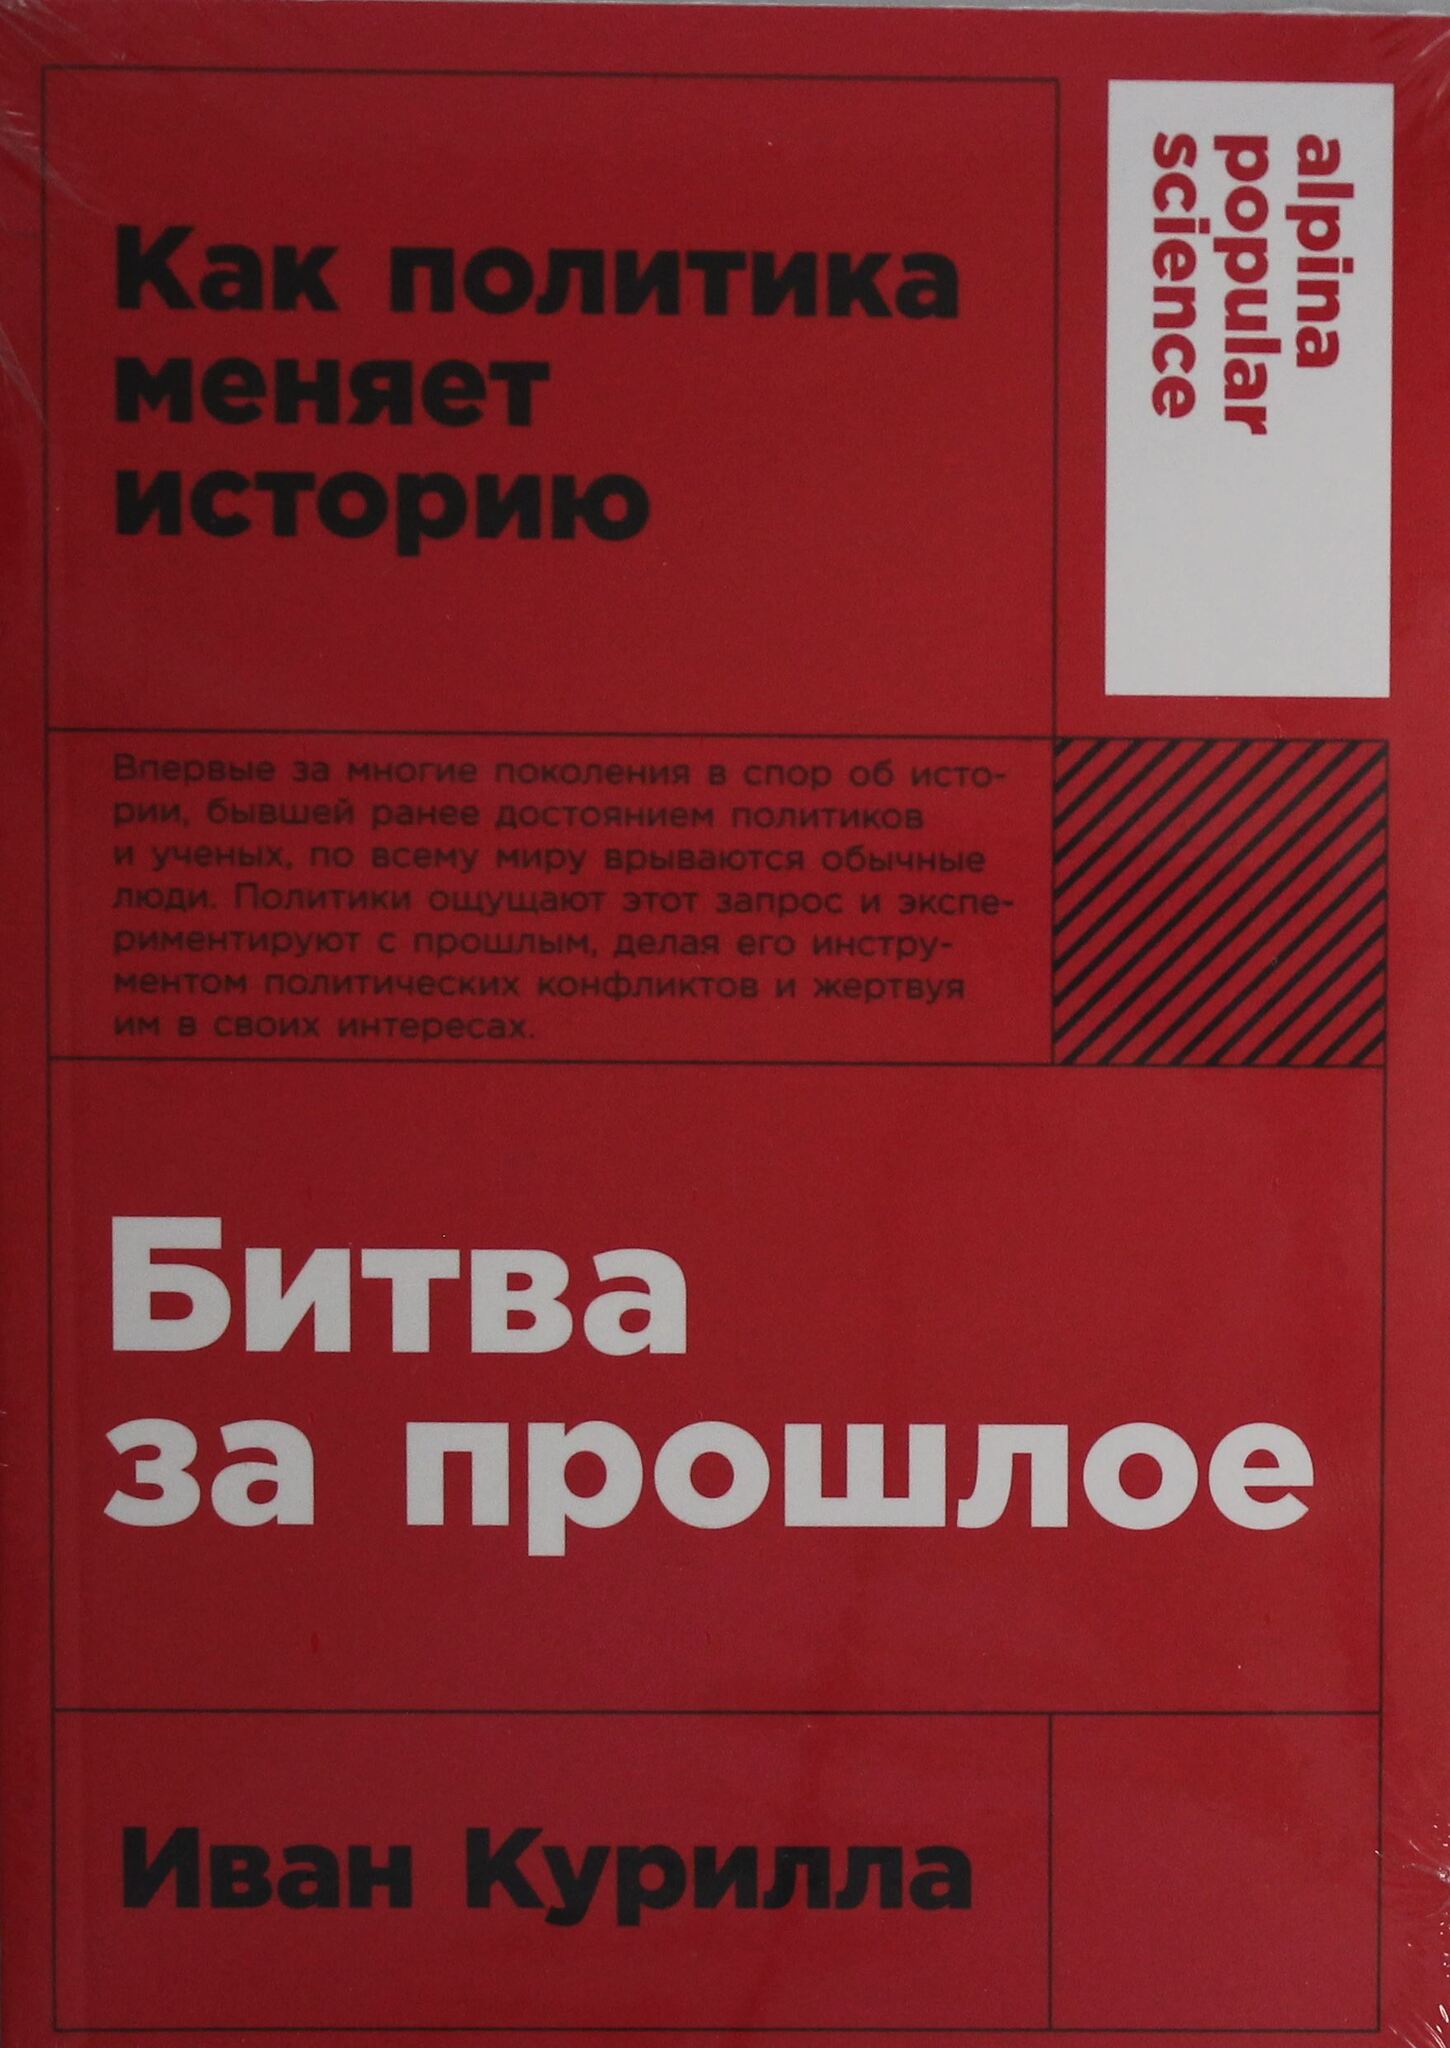 Как политика
меняет
историю
alpina
popular
science
Впервые за многие поколения в спор об исто-
рии, бывшей ранее достоянием политиков
и ученых, по всему миру врываются обычные
люди. Политики ощущают этот запрос и экспе-
риментируют с прошлым, делая его инстру-
ментом политических конфликтов и жертвуя
им в своих интересах.
Битва
за прошлое
Иван Курилла